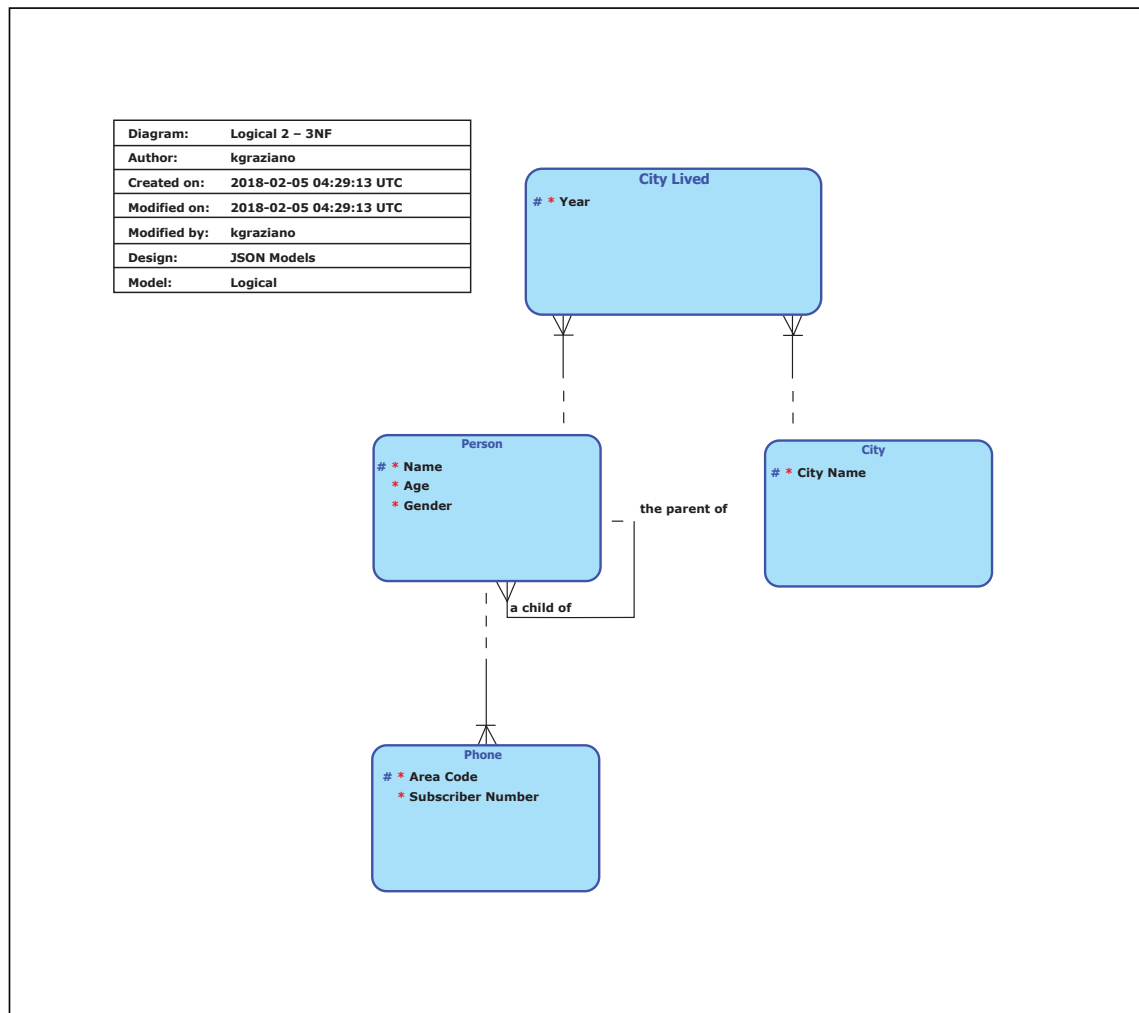 Diagram: Logical 2 – 3NF
Author: kgraziano
Created on: 2018-02-05 04:29:13 UTC
Modified on: 2018-02-05 04:29:13 UTC
Modified by: kgraziano
Design: JSON Models
Model: Logical
City Lived
# * Year
Person
# * Name
* Age
* Gender
the parent of
a child of
City
# * City Name
Phone
# * Area Code
* Subscriber Number